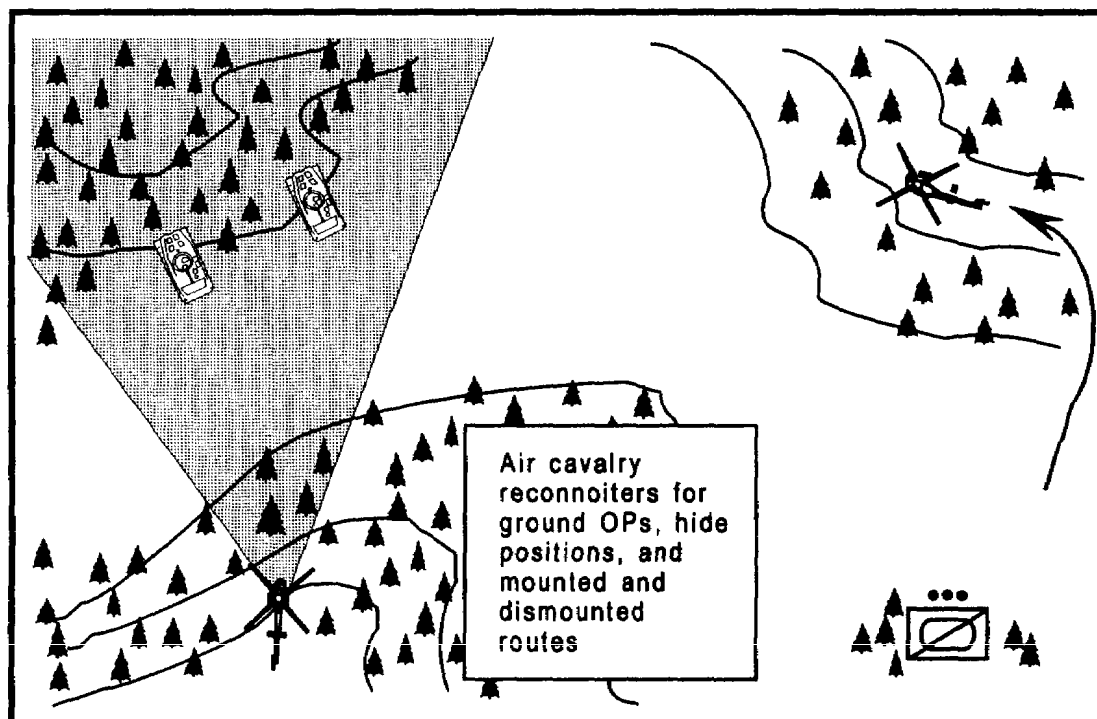 Air cavalry
reconnoiters for
ground OPs, hide
positions, and
mounted and
dismounted
routes